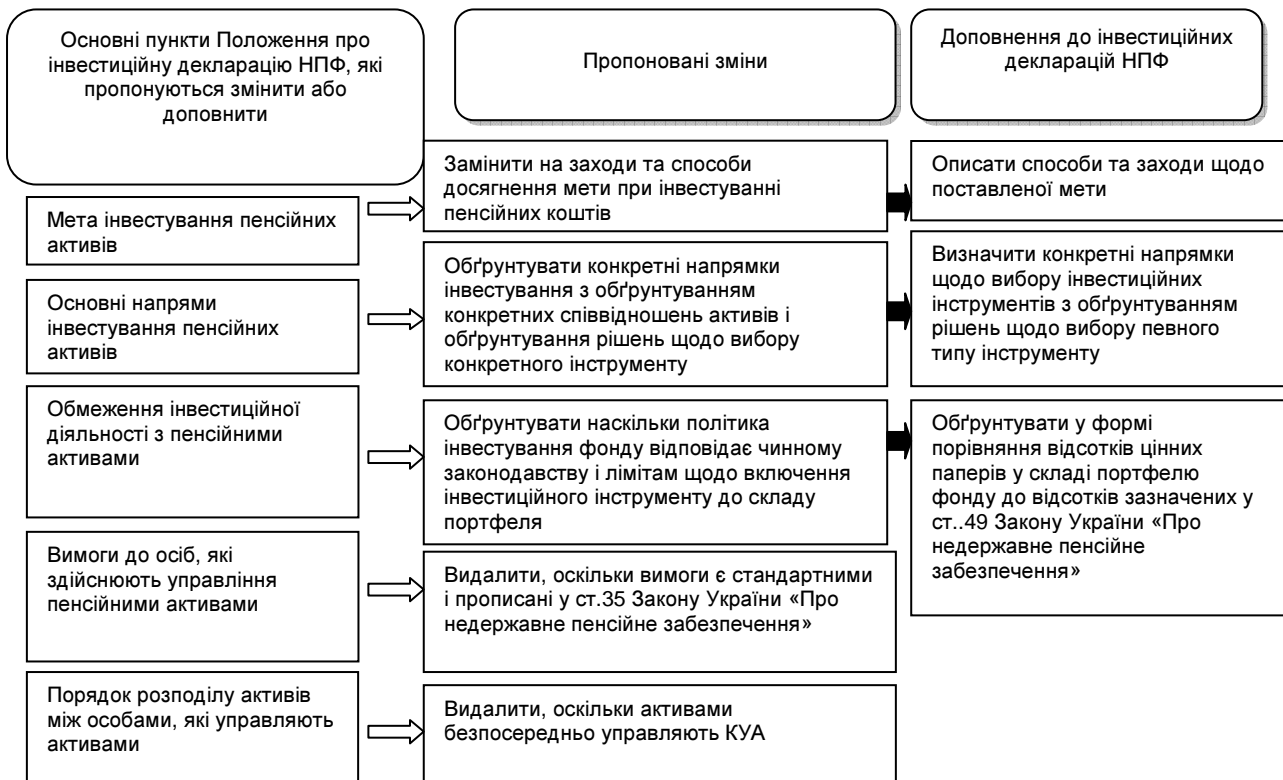 Основні пункти Положення про
інвестиційну декларацію НПФ, які
пропонуються змінити або
доповнити
Пропоновані зміни
Доповнення до інвестиційних
декларацій НПФ
Мета інвестування пенсійних
активів
Замінити на заходи та способи
досягнення мети при інвестуванні
пенсійних коштів
Описати способи та заходи щодо
поставленої мети
Основні напрями
інвестування пенсійних
активів
Обґрунтувати конкретні напрямки
інвестування з обґрунтуванням
конкретних співвідношень активів і
обґрунтування рішень щодо вибору
конкретного інструменту
Визначити конкретні напрямки
щодо вибору інвестиційних
інструментів з обґрунтуванням
рішень щодо вибору певного
типу інструменту
Обмеження інвестиційної
діяльності з пенсійними
активами
Обґрунтувати наскільки політика
інвестування фонду відповідає чинному
законодавству і лімітам щодо включення
інвестиційного інструменту до складу
портфеля
Обґрунтувати у формі
порівняння відсотків цінних
паперів у складі портфелю
фонду до відсотків зазначених у
ст..49 Закону України «Про
недержавне пенсійне
забезпечення»
Вимоги до осіб, які
здійснюють управління
пенсійними активами
Видалити, оскільки вимоги є стандартними
і прописані у ст.35 Закону України «Про
недержавне пенсійне забезпечення»
Порядок розподілу активів
між особами, які управляють
активами
Видалити, оскільки активами
безпосередньо управляють КУА